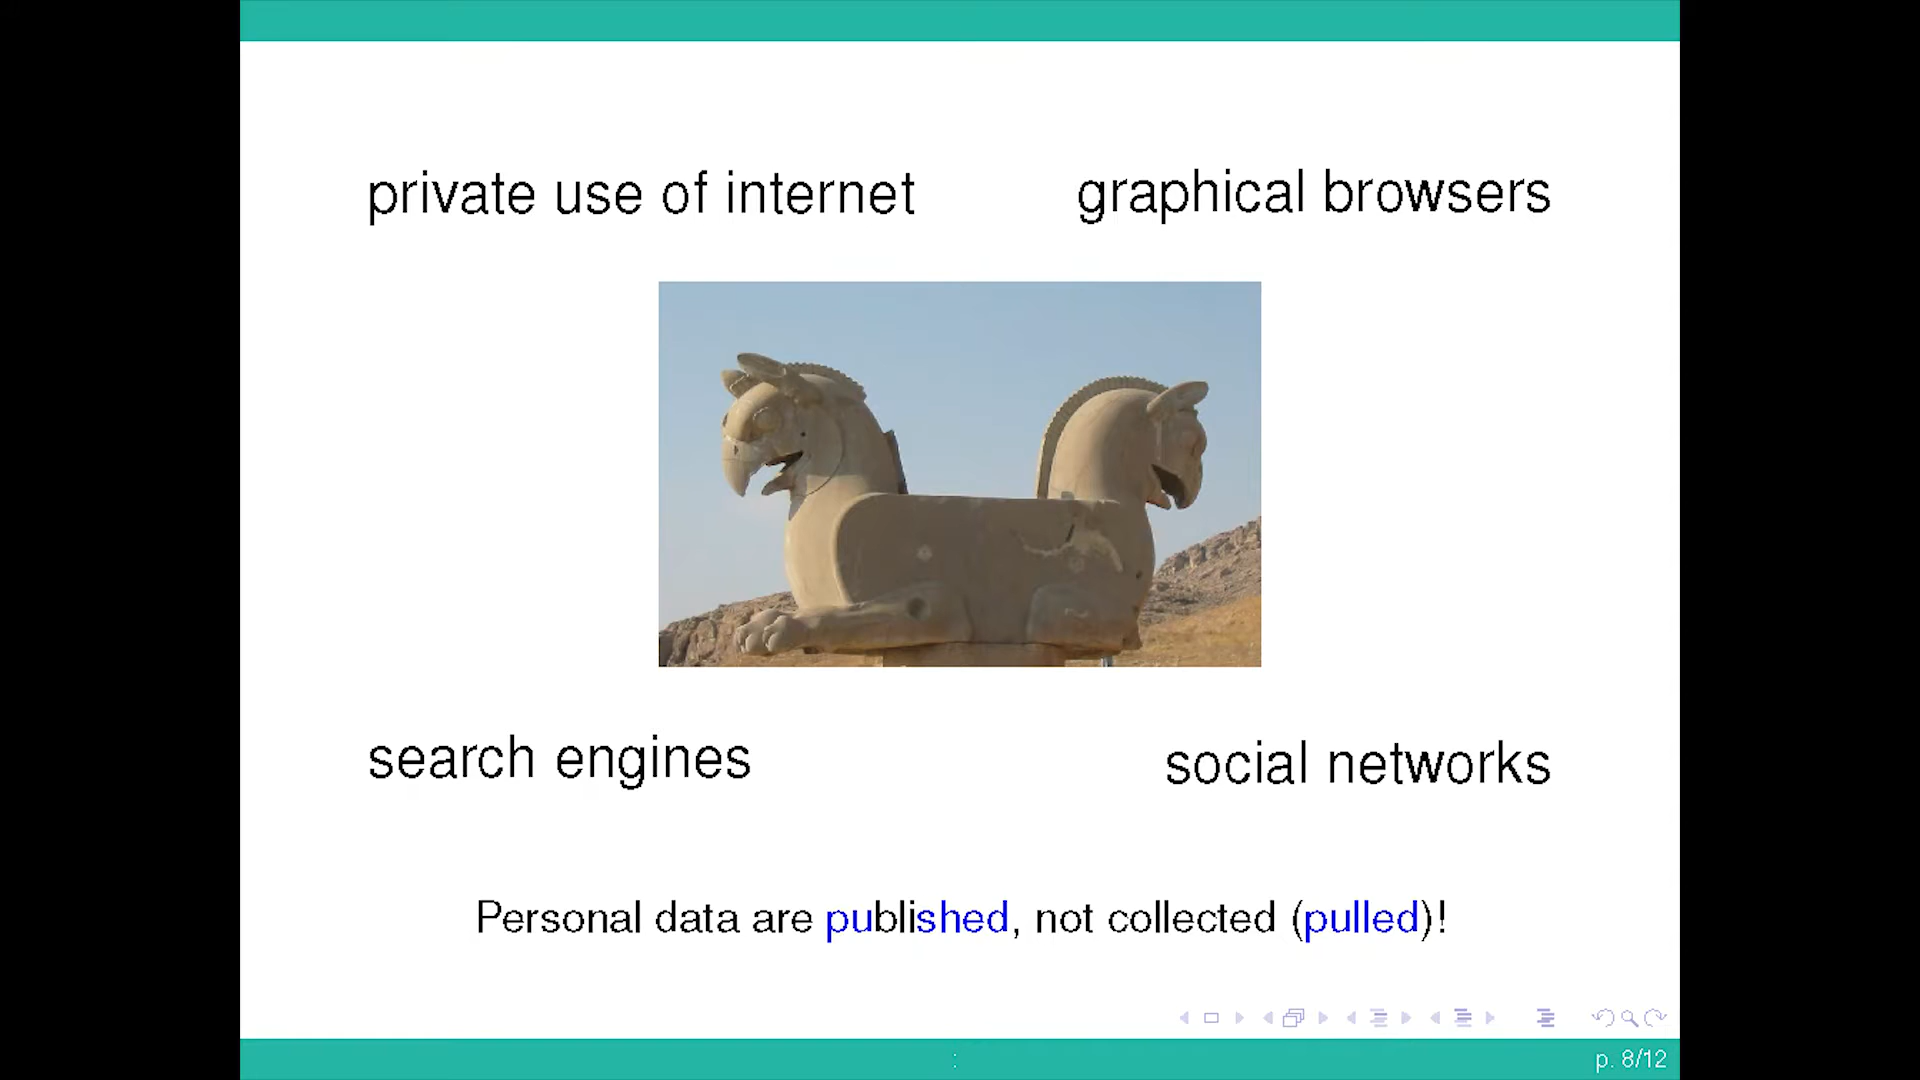 private use of internet
graphical browsers
search engines
social networks
Personal data are published, not collected (pulled)!
:
p. 8/12